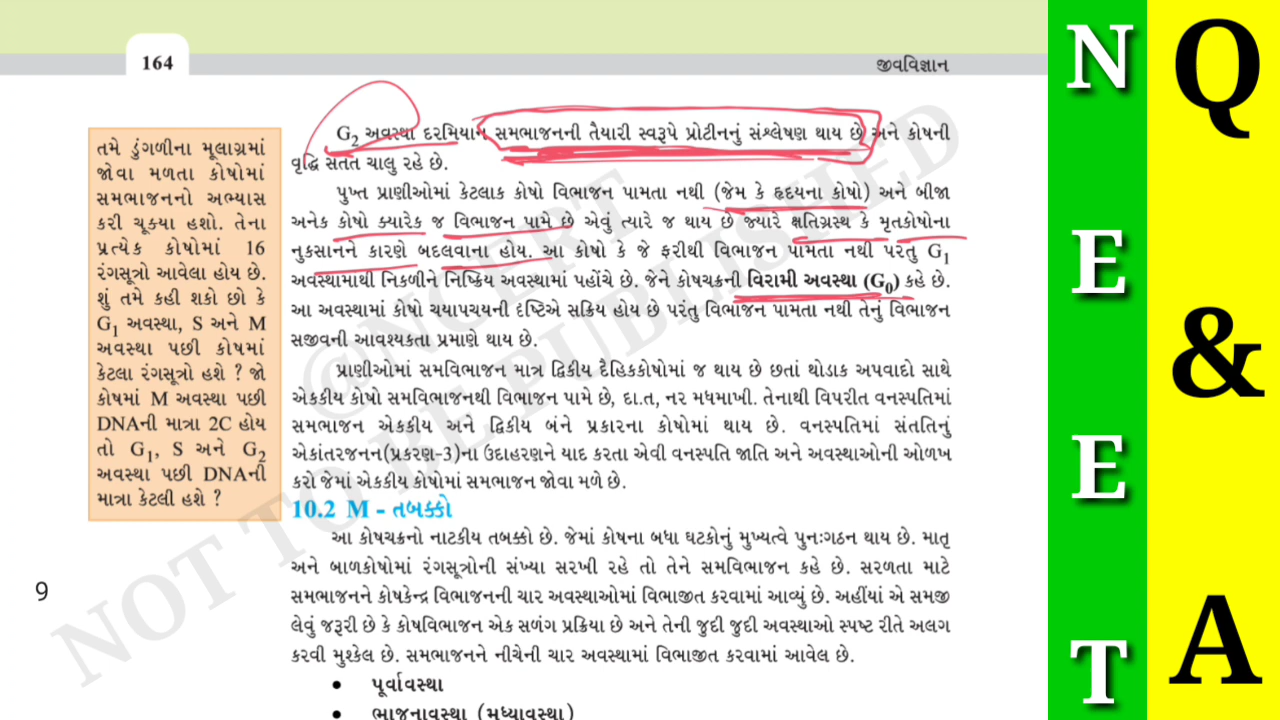 164
જીવવિજ્ઞાન
G2 અવસ્થા દરમિયાન સમભાજનની તૈયારી સ્વરૂપે પ્રોટીનનું સંશ્લેષણ થાય છે અને કોષની
વૃદ્ધિ સતત ચાલુ રહે છે.
પુખ્ત પ્રાણીઓમાં કેટલાક કોષો વિભાજન પામતા નથી (જેમ કે હૃદયના કોષો) અને બીજા
અનેક કોષો ક્યારેક જ વિભાજન પામે છે એવું ત્યારે જ થાય છે જ્યારે ક્ષતિગ્રસ્થ કે મૃતકોષોના
નુકસાનને કારણે બદલવાના હોય. આ કોષો કે જે ફરીથી વિભાજન પામતા નથી પરંતુ G1
અવસ્થામાથી નિકળીને નિષ્ક્રિય અવસ્થામાં પહોંચે છે. જેને કોષચક્રની વિરામી અવસ્થા (G0) કહે છે.
આ અવસ્થામાં કોષો ચયાપચયની દૃષ્ટિએ સક્રિય હોય છે પરંતુ વિભાજન પામતા નથી તેનું વિભાજન
સજીવની આવશ્યકતા પ્રમાણે થાય છે.
પ્રાણીઓમાં સમવિભાજન માત્ર દ્વિકીય દૈહિકકોષોમાં જ થાય છે છતાં થોડાક અપવાદો સાથે
એકકીય કોષો સમવિભાજનથી વિભાજન પામે છે, દા.ત, નર મધમાખી. તેનાથી વિપરીત વનસ્પતિમાં
સમભાજન એકકીય અને દ્વિકીય બંને પ્રકારના કોષોમાં થાય છે. વનસ્પતિમાં સંતતિનું
એકાંતરજનન(પ્રકરણ-3)ના ઉદાહરણને યાદ કરતા એવી વનસ્પતિ જાતિ અને અવસ્થાઓની ઓળખ
કરો જેમાં એકકીય કોષોમાં સમભાજન જોવા મળે છે.
10.2 M - તબક્કો
આ કોષચક્રનો નાટકીય તબક્કો છે. જેમાં કોષના બધા ઘટકોનું મુખ્યત્વે પુનઃગઠન થાય છે. માતૃ
અને બાળકોષોમાં રંગસૂત્રોની સંખ્યા સરખી રહે તો તેને સમવિભાજન કહે છે. સરળતા માટે
સમભાજનને કોષકેન્દ્ર વિભાજનની ચાર અવસ્થાઓમાં વિભાજીત કરવામાં આવ્યું છે. અહીંયાં એ સમજી
લેવું જરૂરી છે કે કોષવિભાજન એક સળંગ પ્રક્રિયા છે અને તેની જુદી જુદી અવસ્થાઓ સ્પષ્ટ રીતે અલગ
કરવી મુશ્કેલ છે. સમભાજનને નીચેની ચાર અવસ્થામાં વિભાજીત કરવામાં આવેલ છે.
• પૂર્વાવસ્થા
• ભાજનાવસ્થા (મધ્યાવસ્થા)
તમે ડુંગળીના મૂલાગ્રમાં
જોવા મળતા કોષોમાં
સમભાજનનો અભ્યાસ
કરી ચૂક્યા હશો. તેના
પ્રત્યેક કોષોમાં 16
રંગસૂત્રો આવેલા હોય છે.
શું તમે કહી શકો છો કે
G1 અવસ્થા, S અને M
અવસ્થા પછી કોષમાં
કેટલા રંગસૂત્રો હશે ? જો
કોષમાં M અવસ્થા પછી
DNAની માત્રા 2C હોય
તો G1, S અને G2
અવસ્થા પછી DNAની
માત્રા કેટલી હશે ?
9
@NCERT
NOT TO BE PUBLISHED
NEET
Q & A